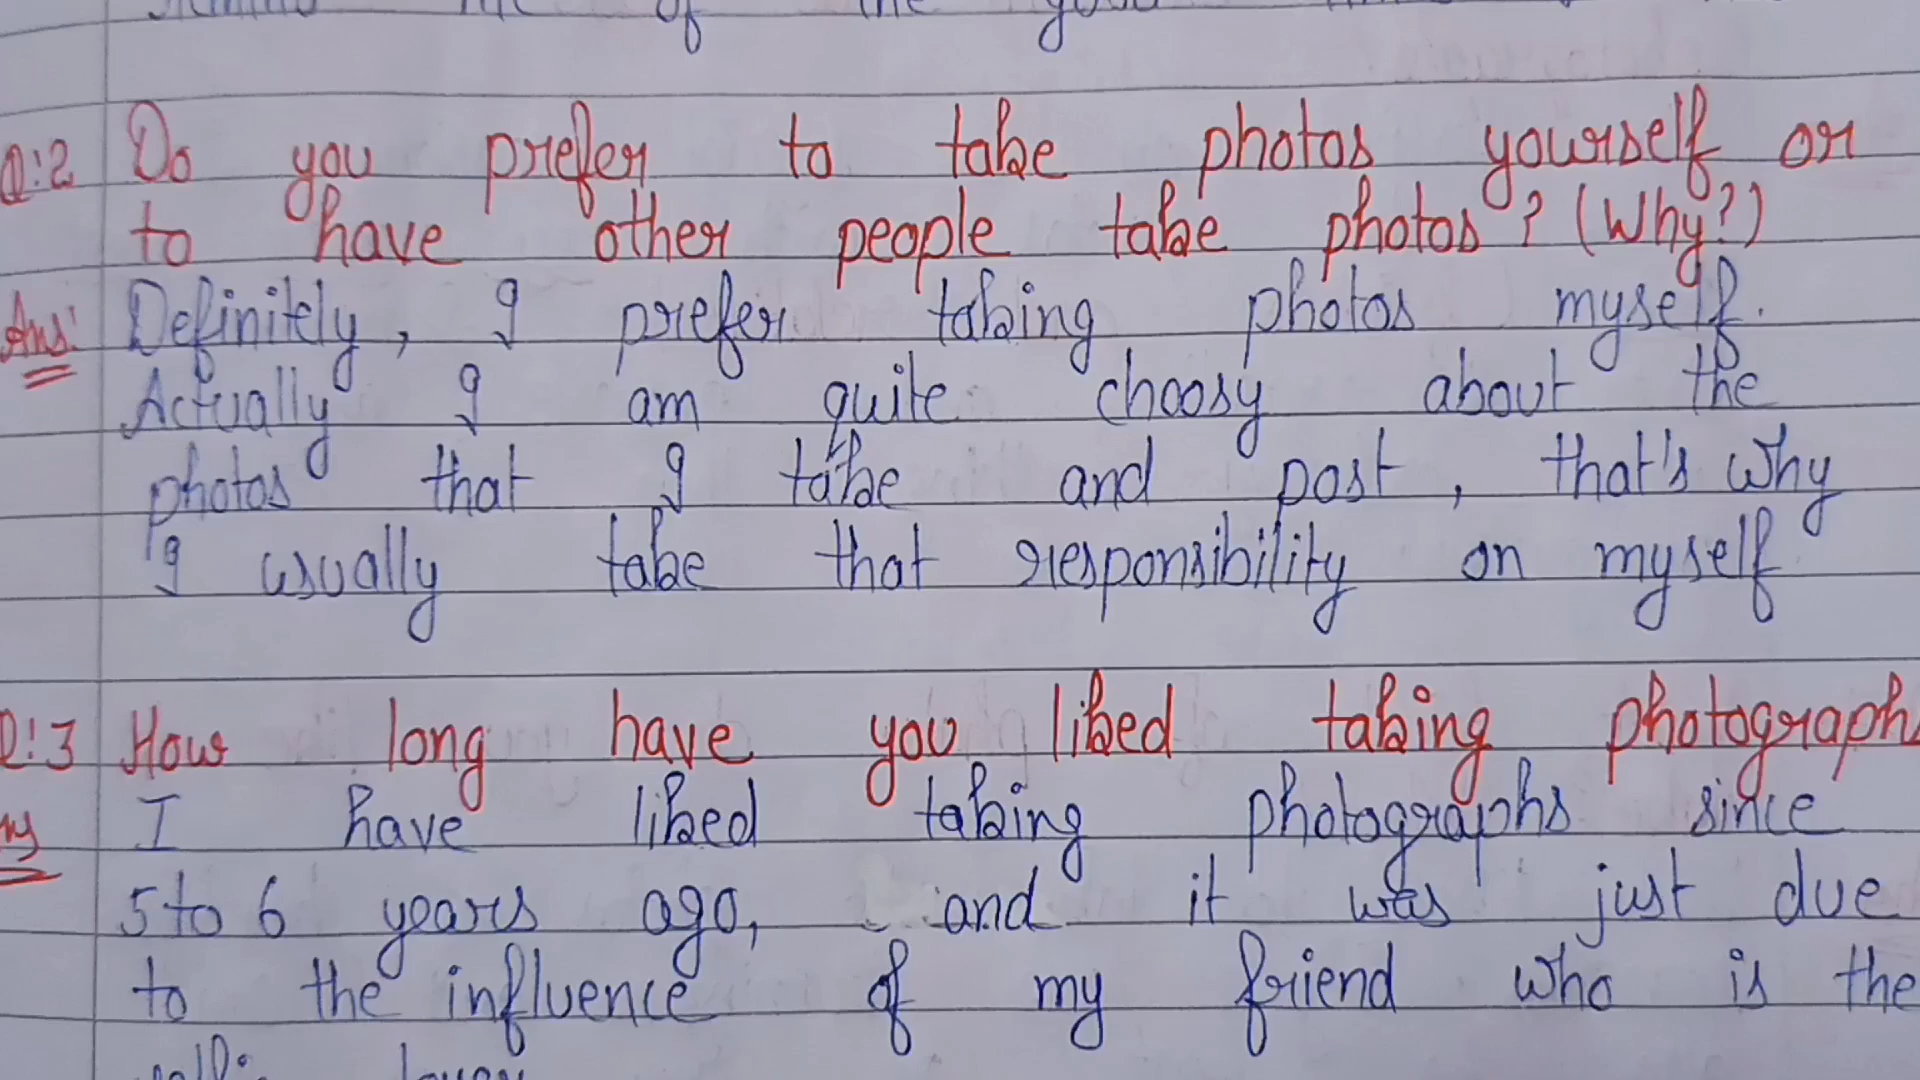 of the
Q:2 Do you prefer to take photos yourself or
to have other people take photos? (Why?)
Ans: Definitely, I prefer taking photos myself.
Actually I am quite choosy about the
photos that I take and post, that's why
I usually take that responsibility on myself
Q:3 How long have you liked taking photographs
I have liked taking photographs since
5 to 6 years ago, and it was just due
to the influence of my friend who is the